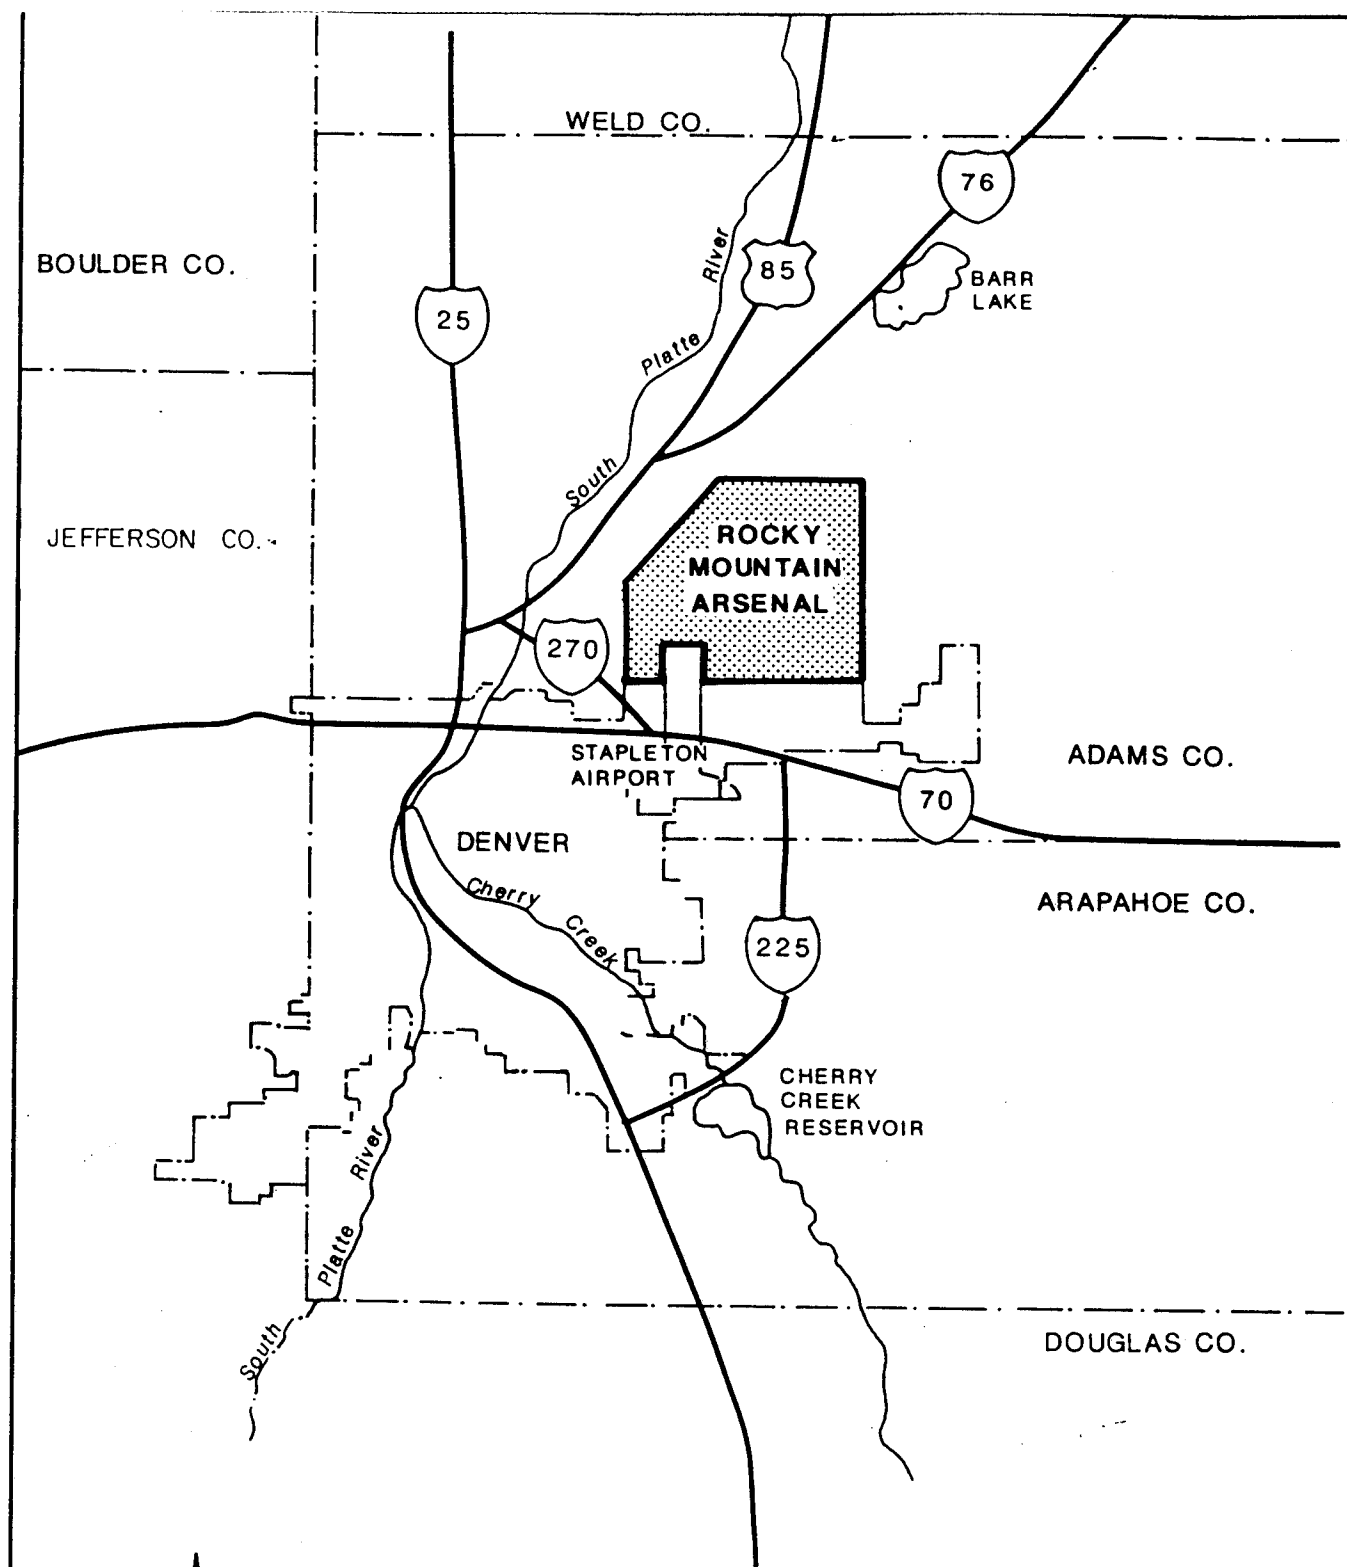 WELD CO.
76
BOULDER CO.
River
85
BARR
LAKE
25
Platte
South
JEFFERSON CO.
ROCKY
MOUNTAIN
ARSENAL
270
STAPLETON
AIRPORT
ADAMS CO.
70
DENVER
Cherry
Creek
ARAPAHOE CO.
225
CHERRY
CREEK
RESERVOIR
River
Platte
South
DOUGLAS CO.